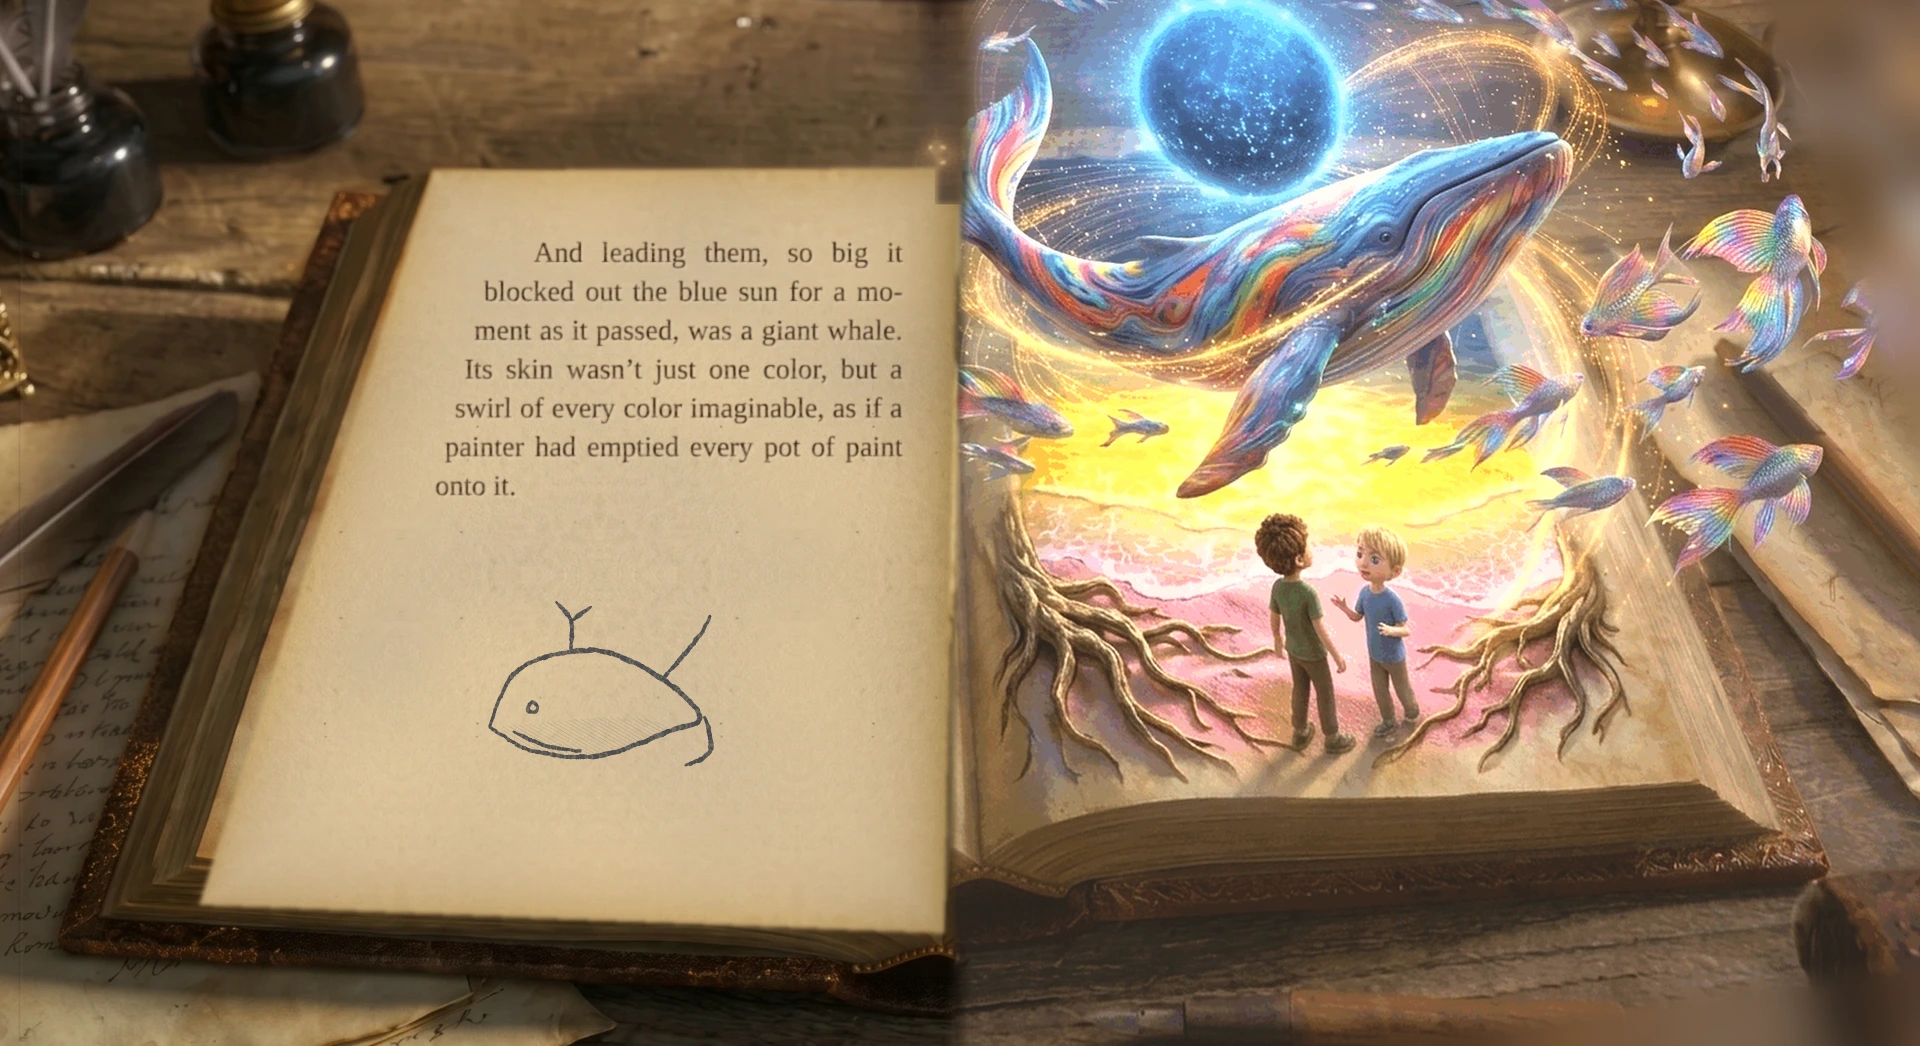 And leading them, so big it
blocked out the blue sun for a mo-
ment as it passed, was a giant whale.
Its skin wasn’t just one color, but a
swirl of every color imaginable, as if a
painter had emptied every pot of paint
onto it.